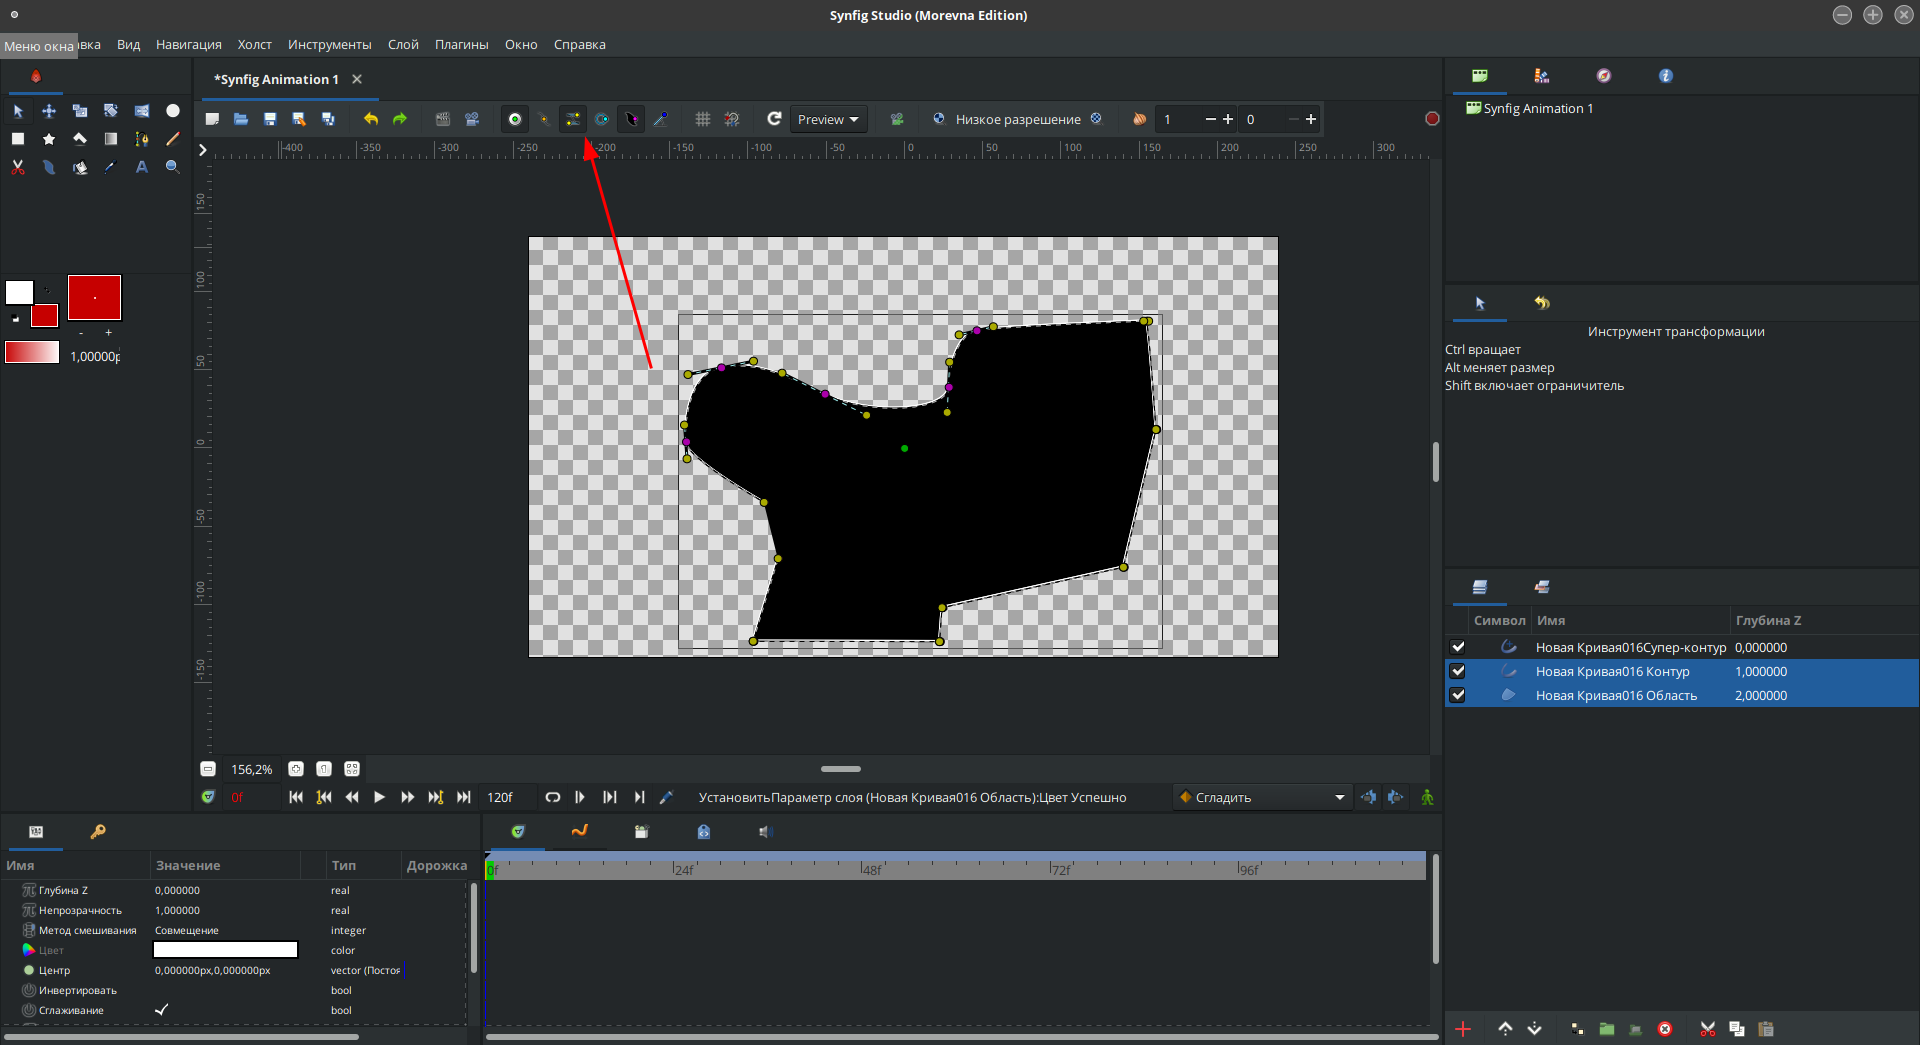 Synfig Studio (Morevna Edition)
Меню окна
авка Вид Навигация Холст Инструменты Слой Плагины Окно Справка
*Synfig Animation 1
Preview
Низкое разрешение
1
0
-400 -350 -300 -250 -200 -150 -100 -50 0 50 100 150 200 250 300
150
100
50
0
-50
-100
-150
- +
1,00000p
Synfig Animation 1
Инструмент трансформации
Ctrl вращает
Alt меняет размер
Shift включает ограничитель
Символ Имя Глубина Z
Новая Кривая016Супер-контур 0,000000
Новая Кривая016 Контур 1,000000
Новая Кривая016 Область 2,000000
156,2%
0f
120f
УстановитьПараметр слоя (Новая Кривая016 Область):Цвет Успешно
Сгладить
Имя Значение Тип Дорожка
Глубина Z 0,000000 real
Непрозрачность 1,000000 real
Метод смешивания Совмещение integer
Цвет color
Центр 0,000000px,0,000000px vector (Постоя
Инвертировать bool
Сглаживание bool
0f 24f 48f 72f 96f